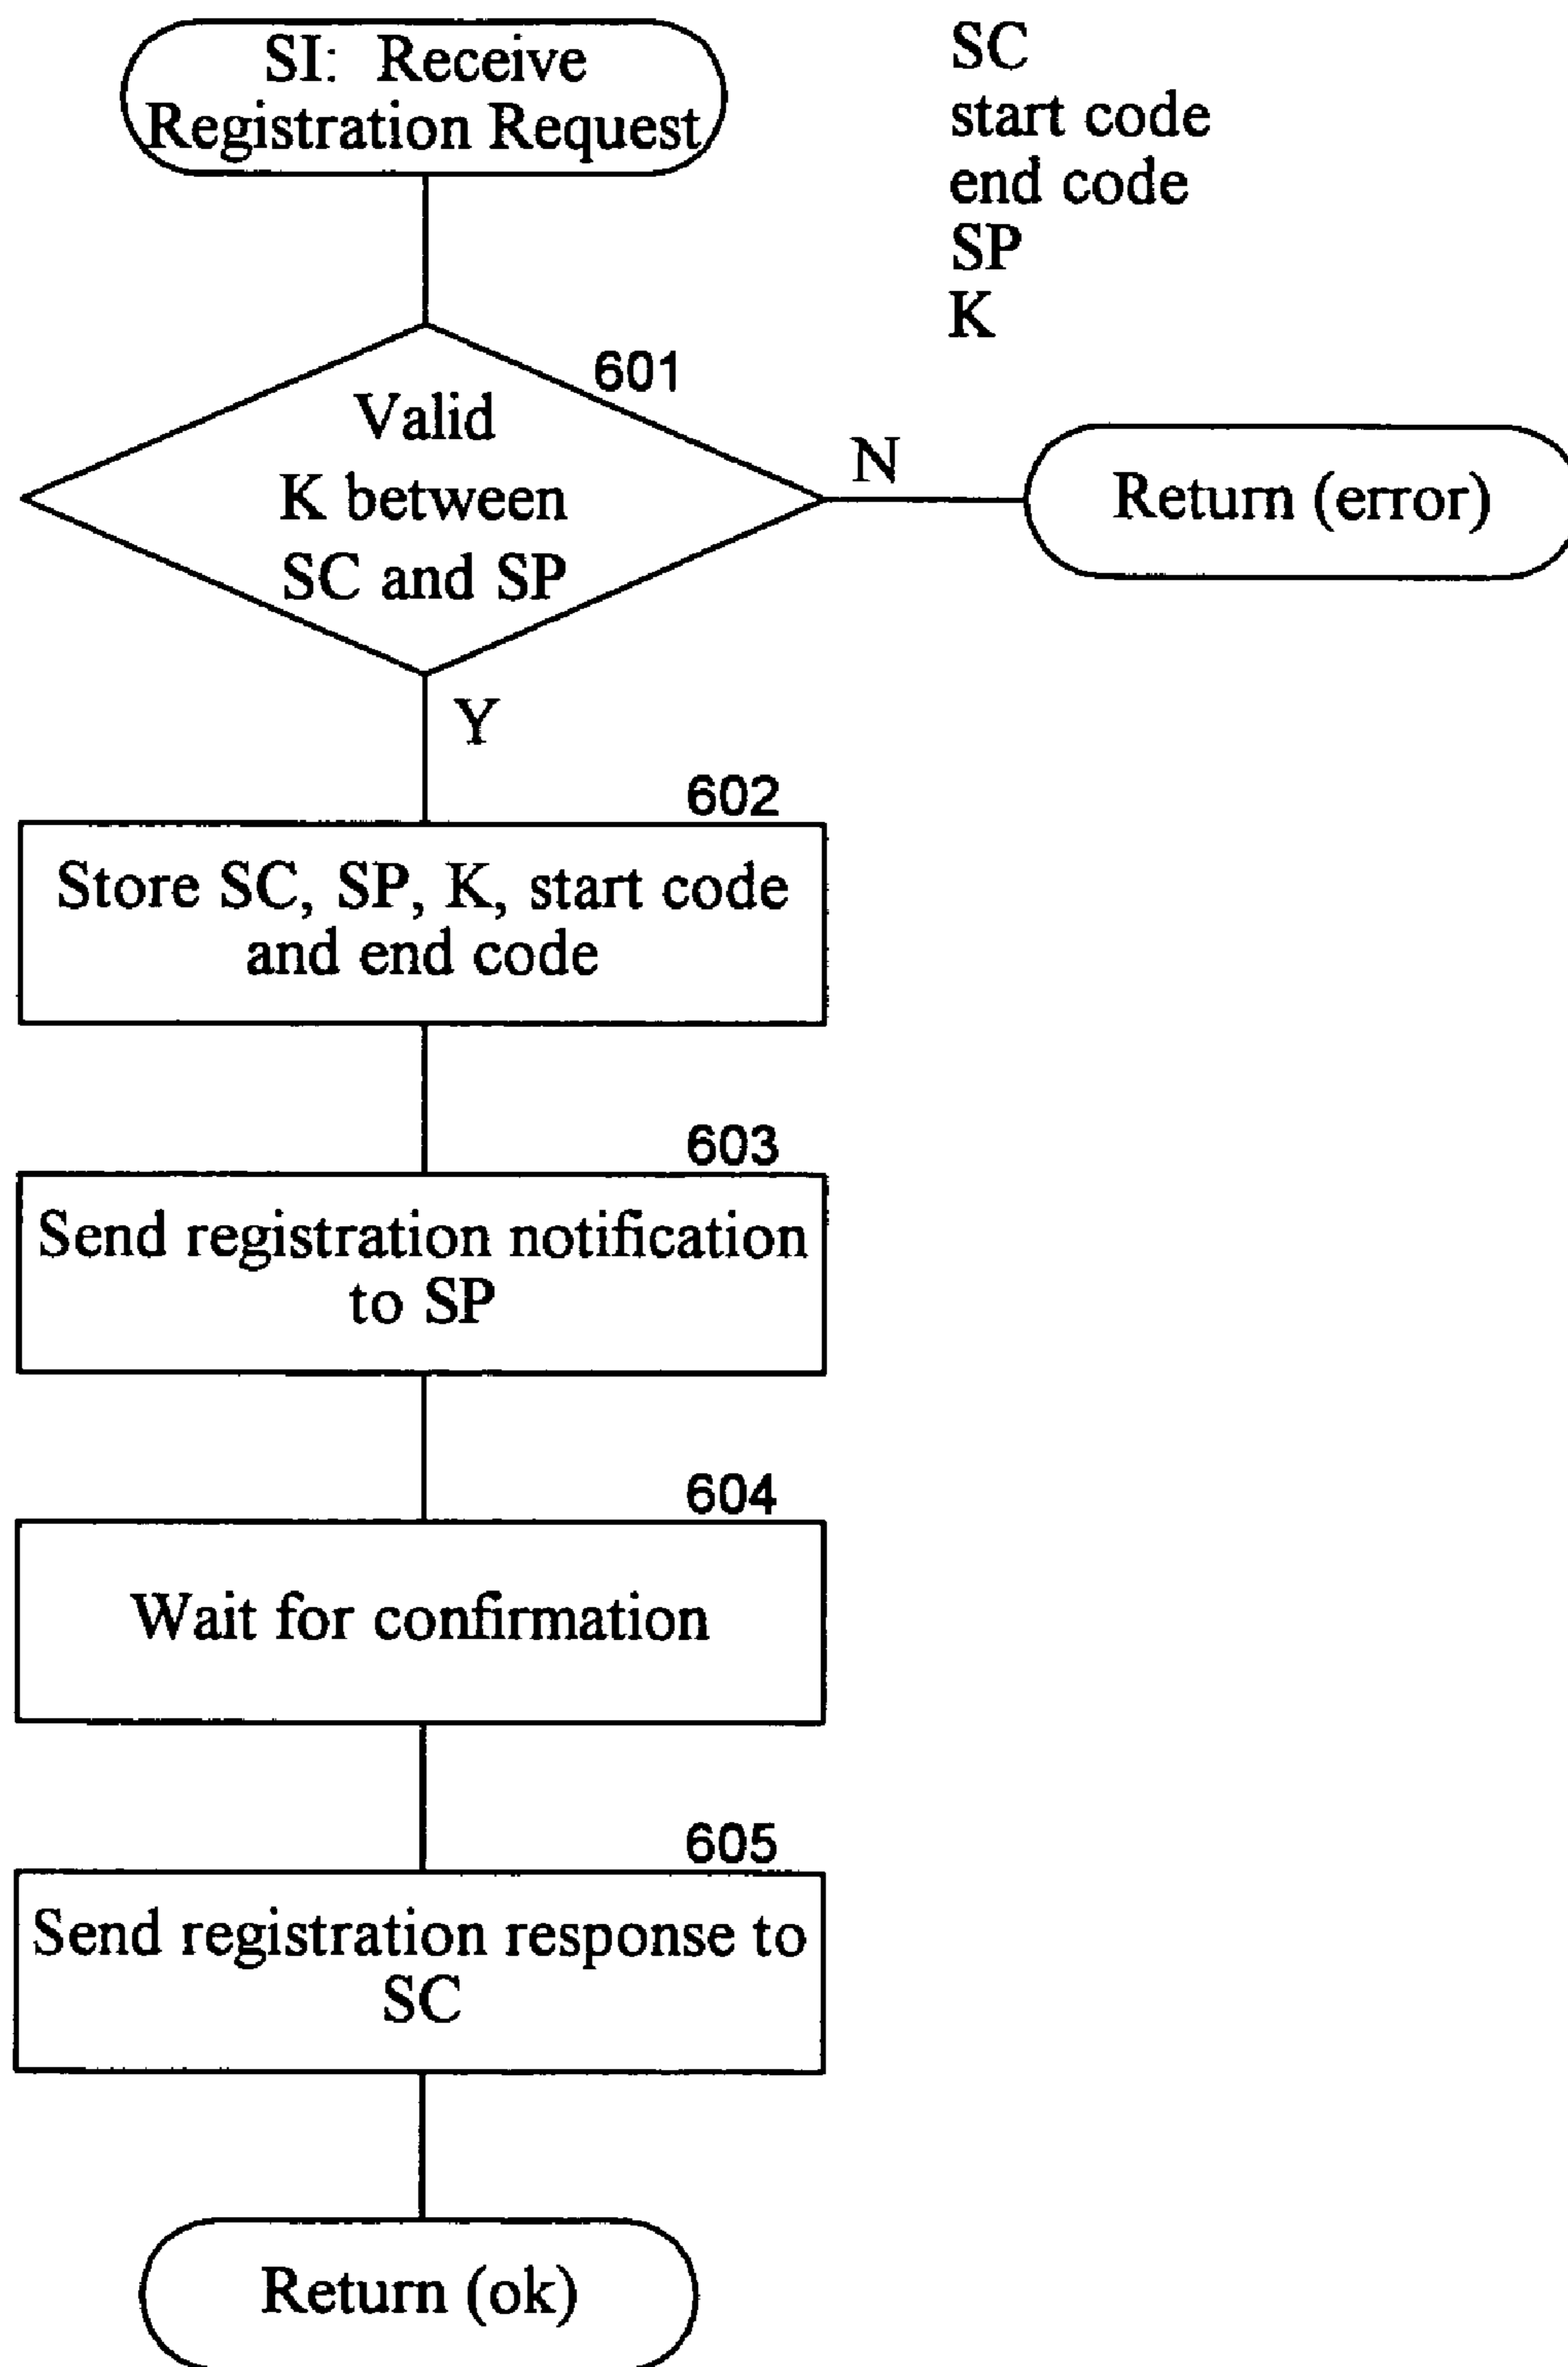 SI: Receive
Registration Request
SC
start code
end code
SP
K
601
Valid
K between
SC and SP
N
Return (error)
Y
602
Store SC, SP, K, start code
and end code
603
Send registration notification
to SP
604
Wait for confirmation
605
Send registration response to
SC
Return (ok)